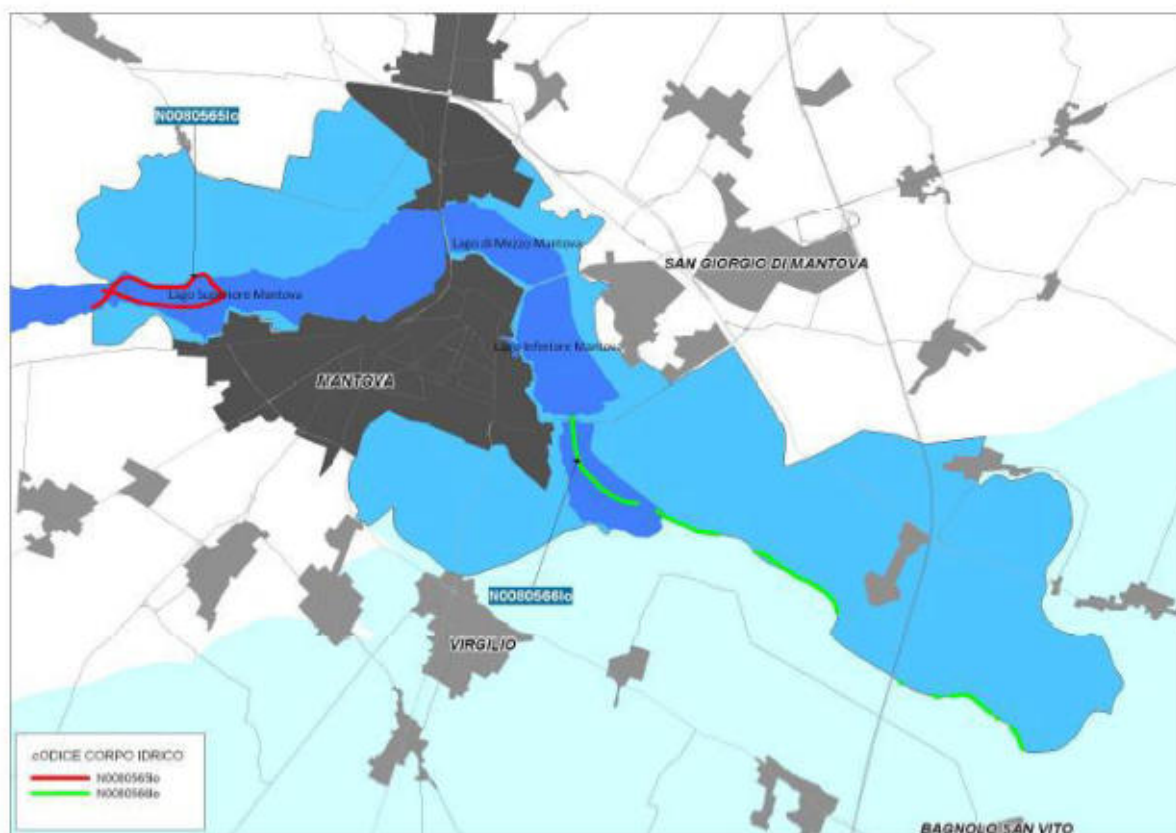 N0080565lo
Lago di Mezzo Mantova
SAN GIORGIO DI MANTOVA
Lago Superiore Mantova
Lago Inferiore Mantova
MANTOVA
N0080566lo
VIRGILIO
cODICE CORPO IDRICO
N0080565lo
N0080566lo
BAGNOLO SAN VITO